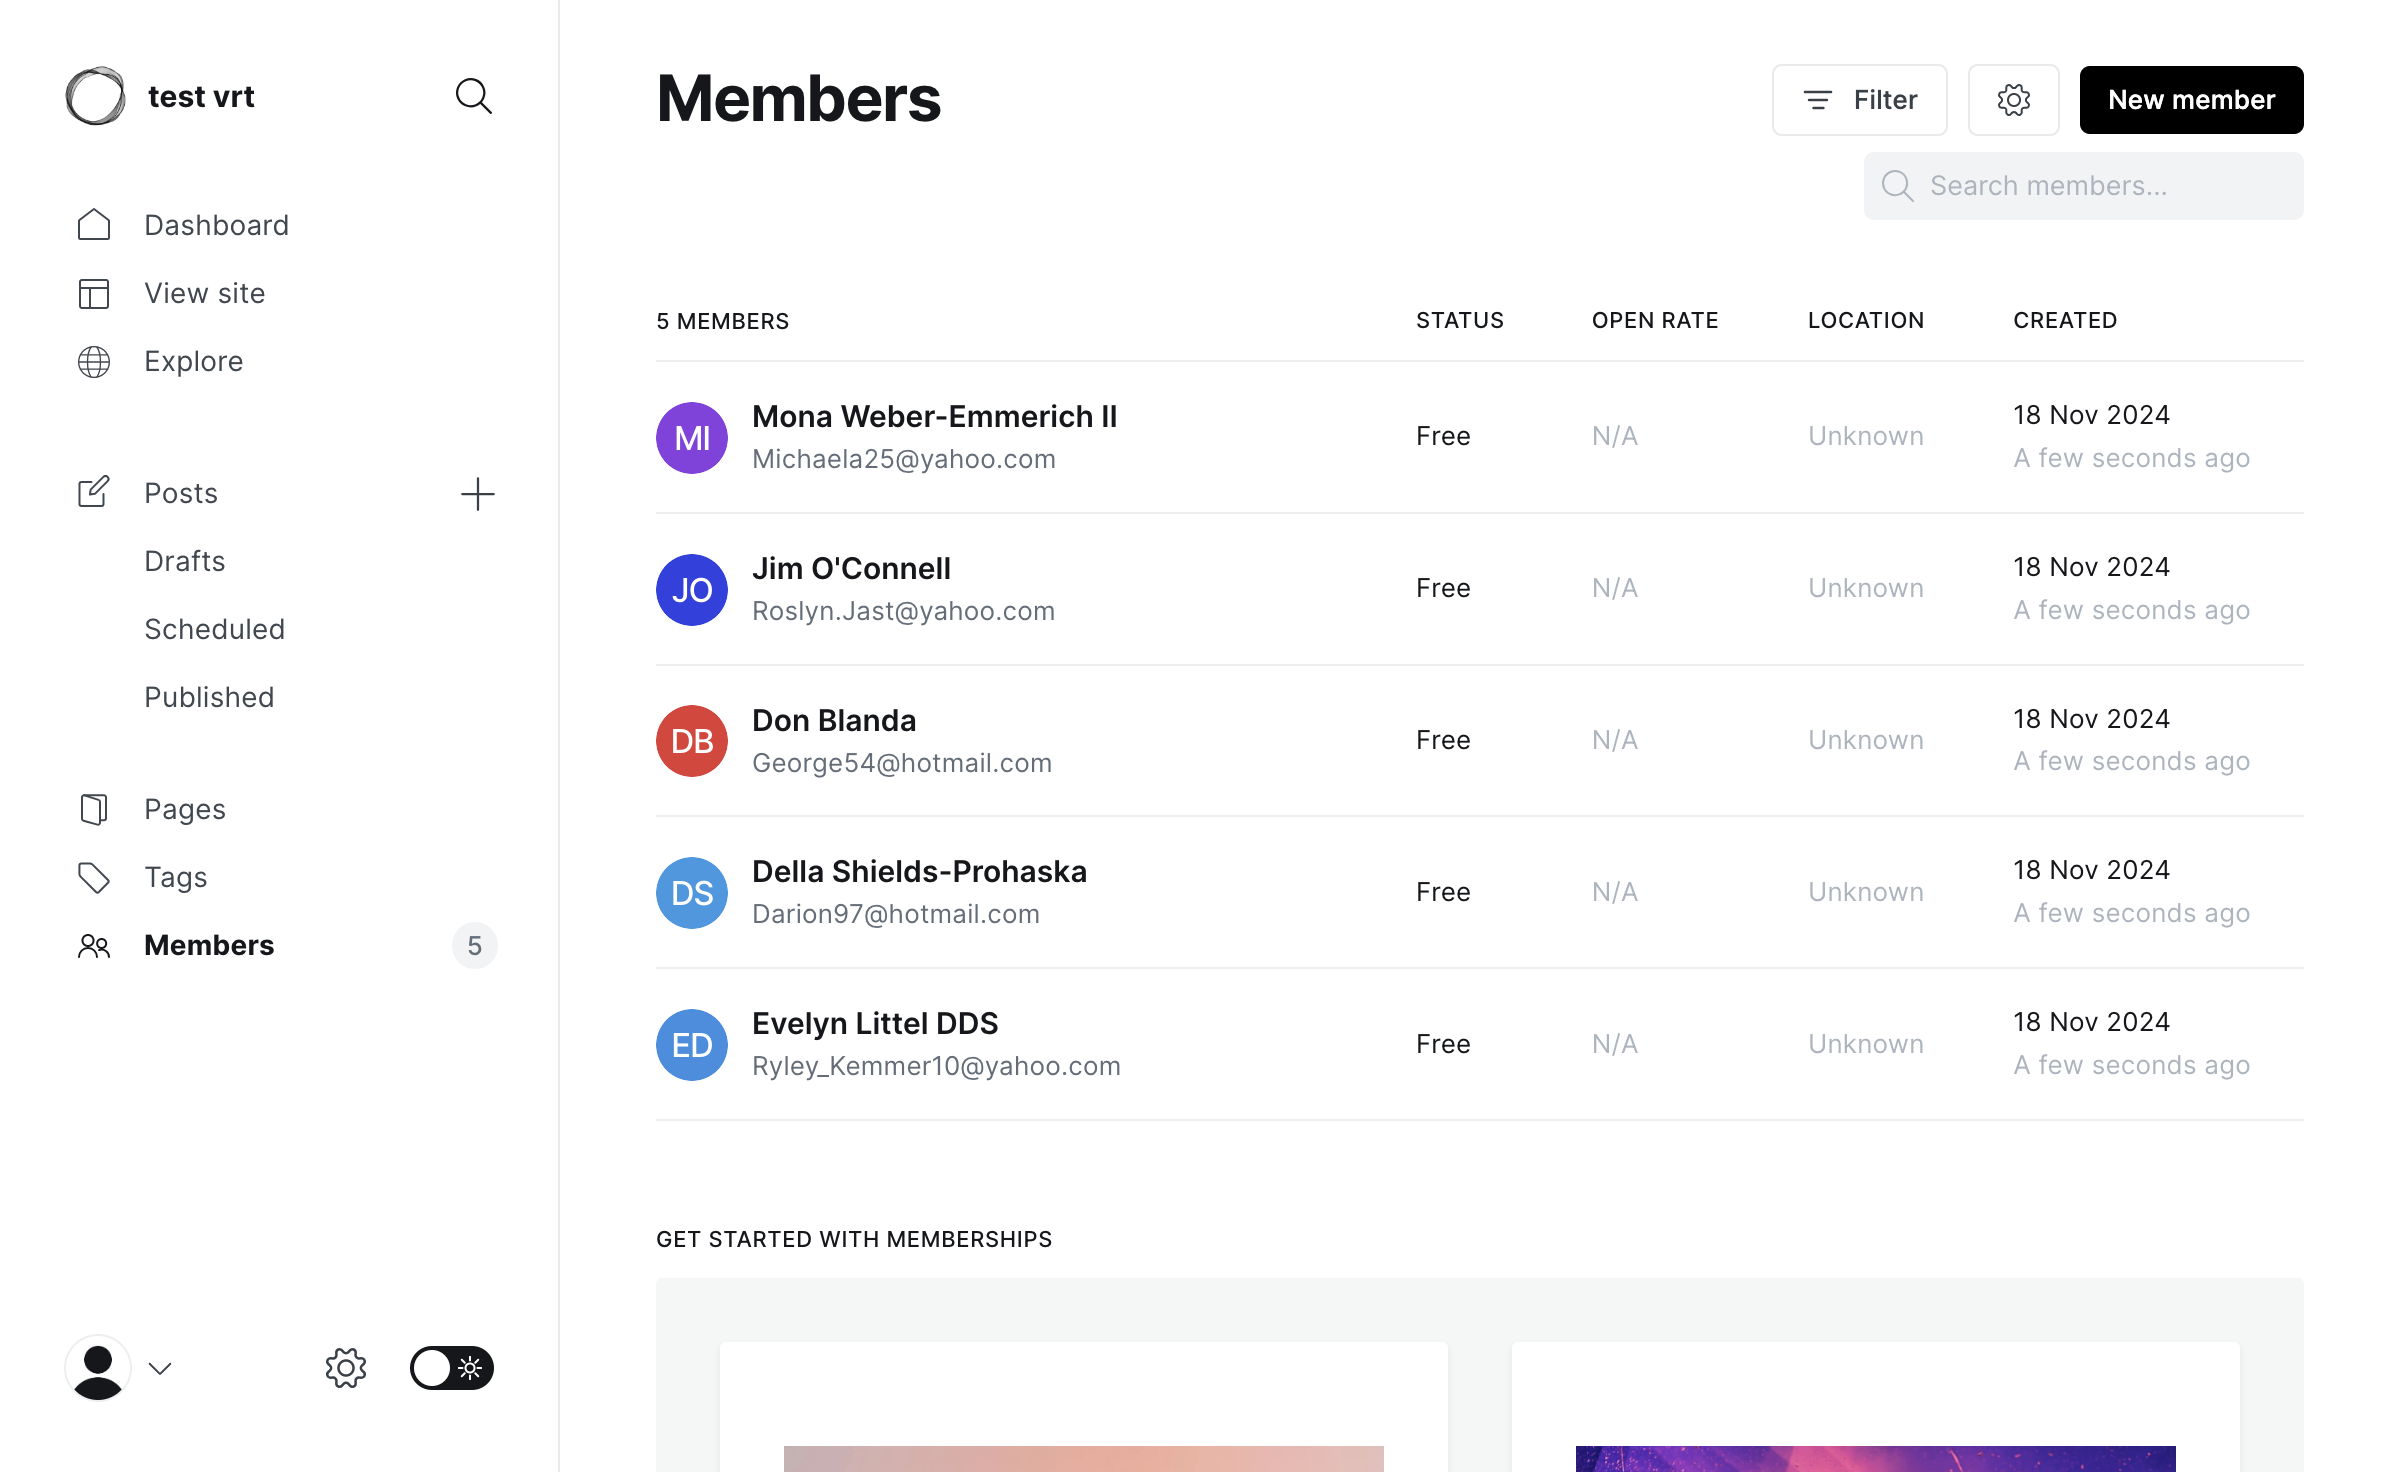 test vrt
Dashboard
View site
Explore
Posts
Drafts
Scheduled
Published
Pages
Tags
Members 5
Members
Filter
New member
Search members...
5 MEMBERS STATUS OPEN RATE LOCATION CREATED
MI Mona Weber-Emmerich II Free N/A Unknown 18 Nov 2024
Michaela25@yahoo.com A few seconds ago
JO Jim O'Connell Free N/A Unknown 18 Nov 2024
Roslyn.Jast@yahoo.com A few seconds ago
DB Don Blanda Free N/A Unknown 18 Nov 2024
George54@hotmail.com A few seconds ago
DS Della Shields-Prohaska Free N/A Unknown 18 Nov 2024
Darion97@hotmail.com A few seconds ago
ED Evelyn Littel DDS Free N/A Unknown 18 Nov 2024
Ryley_Kemmer10@yahoo.com A few seconds ago
GET STARTED WITH MEMBERSHIPS